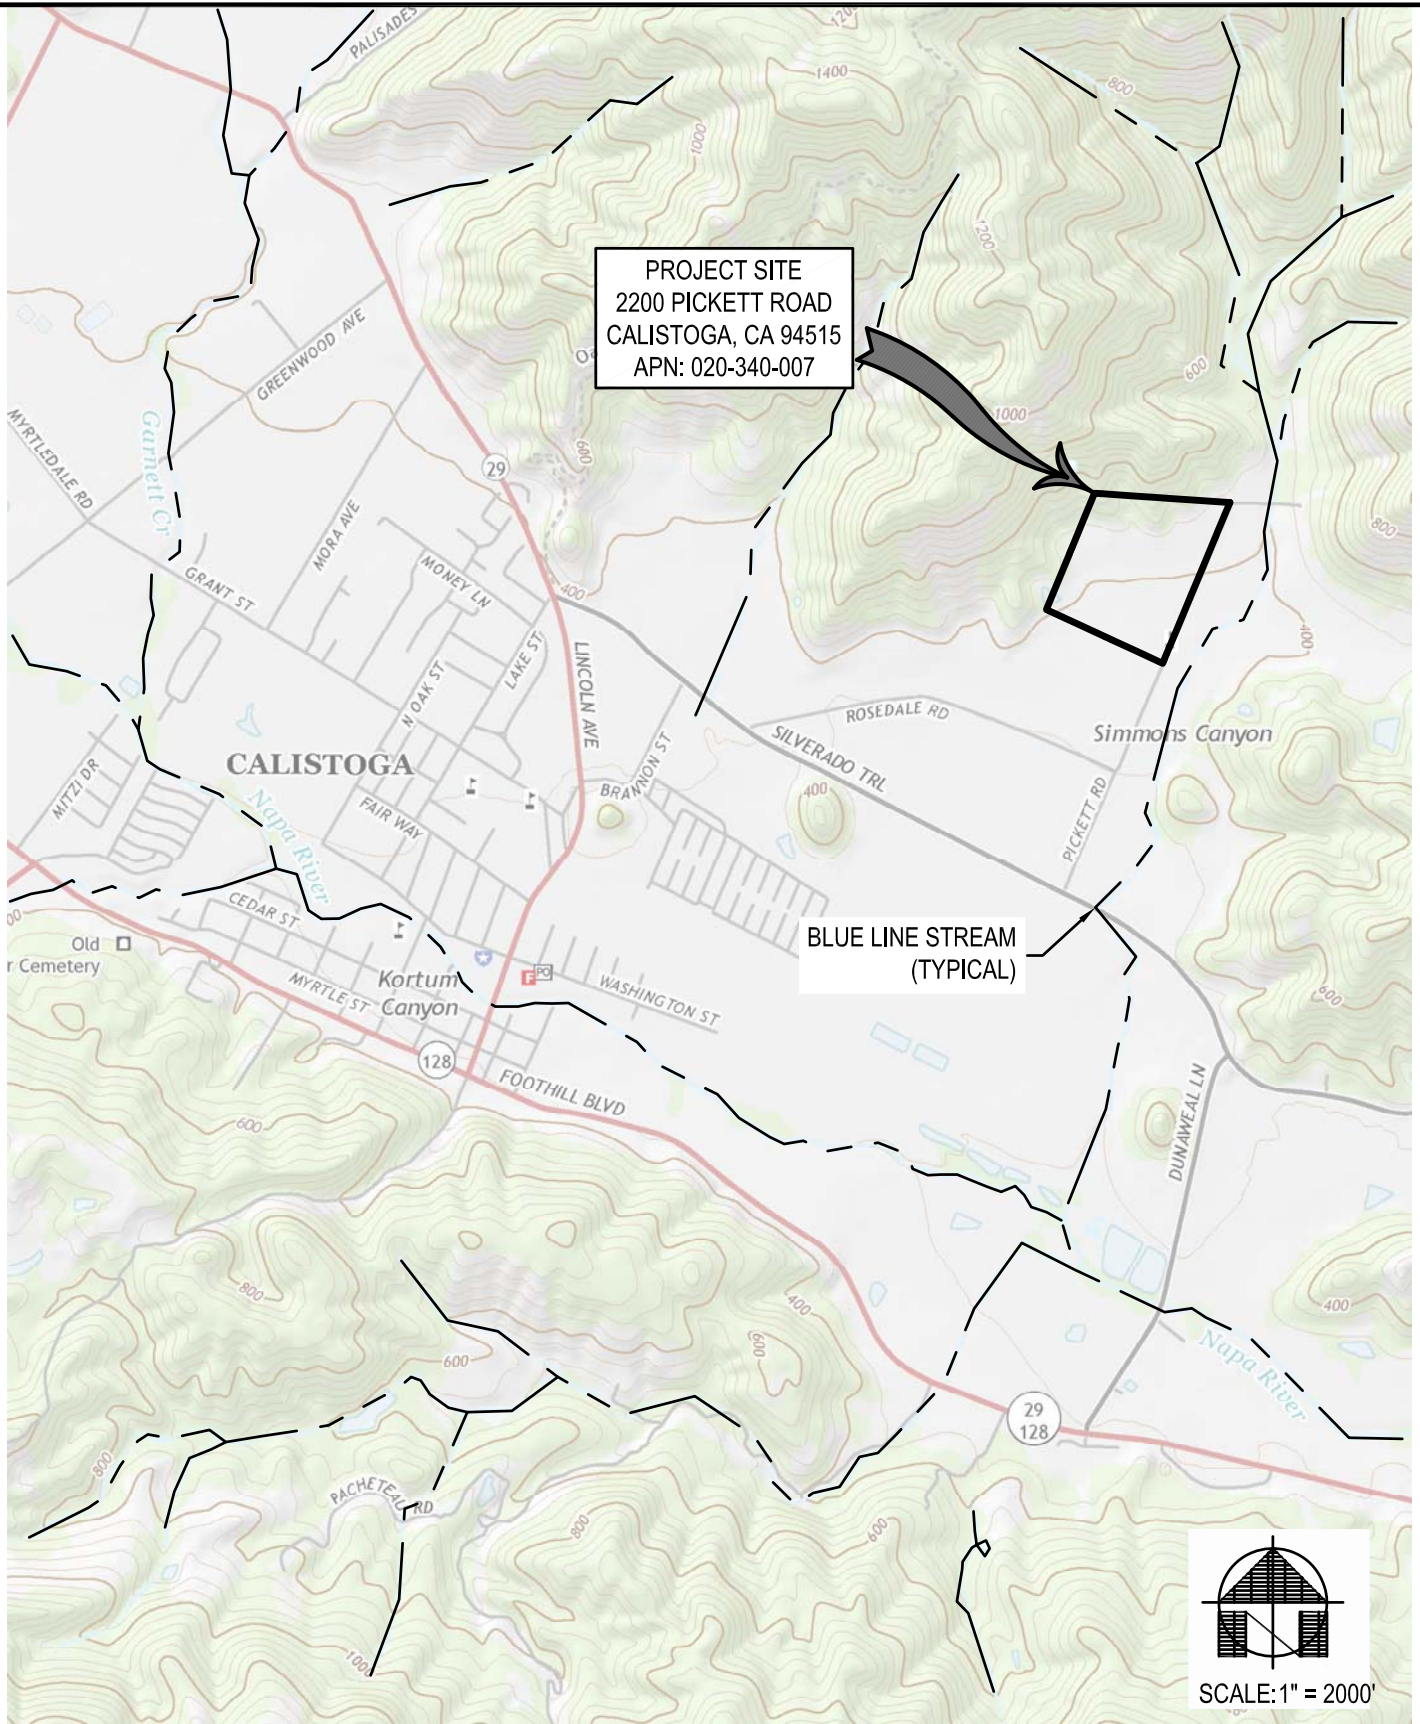 PALISADES
1200
1400
800
1000
1200
PROJECT SITE
2200 PICKETT ROAD
CALISTOGA, CA 94515
APN: 020-340-007
GREENWOOD AVE
MYRTLEDALE RD
Garnett Cr
600
1000
600
29
MORA AVE
800
GRANT ST
MONEY LN
400
400
LAKE ST
N OAK ST
LINCOLN AVE
ROSEDALE RD
Simmons Canyon
SILVERADO TRL
CALISTOGA
BRANNON ST
MITZI DR
400
Napa River
FAIR WAY
PICKETT RD
CEDAR ST
BLUE LINE STREAM
(TYPICAL)
Old
r Cemetery
Kortum
Canyon
PO
F
MYRTLE ST
WASHINGTON ST
600
128
FOOTHILL BLVD
DUNAWEAL LN
600
800
400
400
600
600
Napa River
29
128
800
PACHETEAU RD
800
600
1000
SCALE: 1" = 2000'